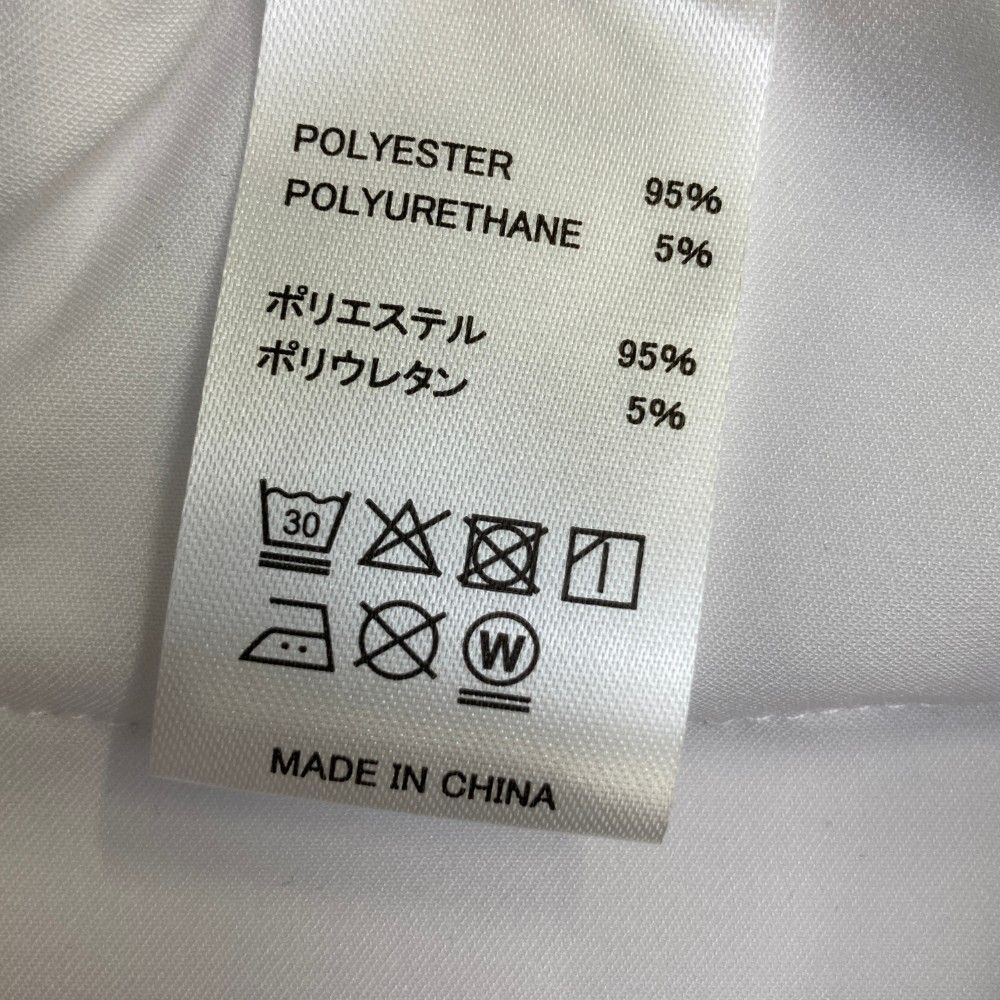 POLYESTER 95%
POLYURETHANE 5%
ポリエステル 95%
ポリウレタン 5%
30
W
MADE IN CHINA